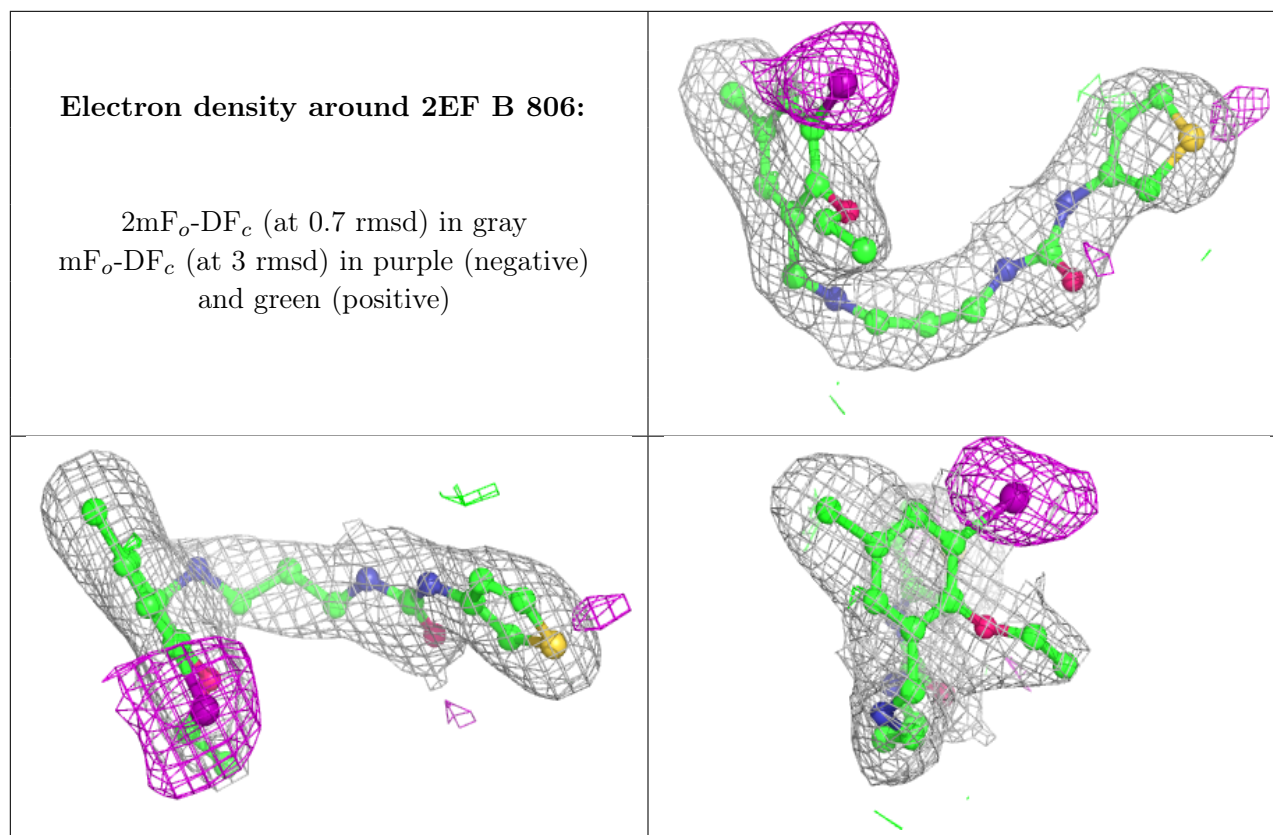 Electron density around 2EF B 806:
2mFo-DFc (at 0.7 rmsd) in gray
mFo-DFc (at 3 rmsd) in purple (negative)
and green (positive)